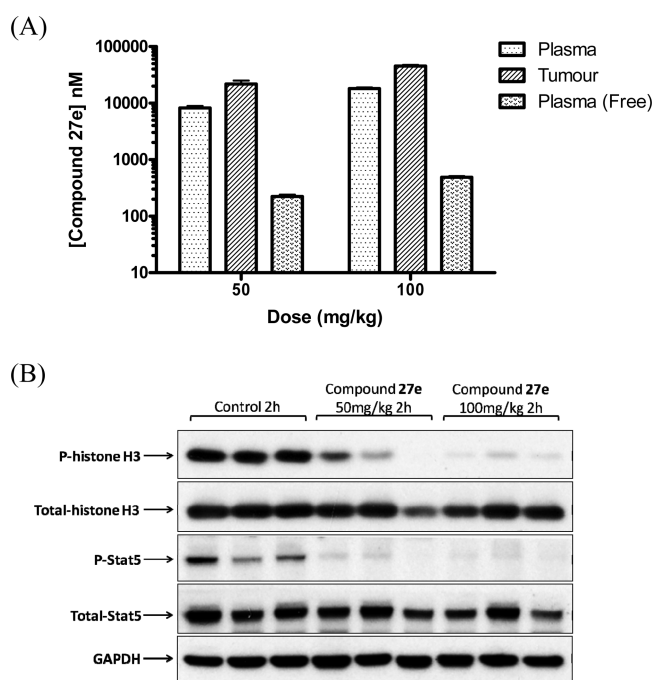 (A)
[Compound 27e] nM
100000
10000
1000
100
10
50
100
Dose (mg/kg)
Plasma
Tumour
Plasma (Free)
(B)
Control 2h
Compound 27e
50mg/kg 2h
Compound 27e
100mg/kg 2h
P-histone H3
Total-histone H3
P-Stat5
Total-Stat5
GAPDH